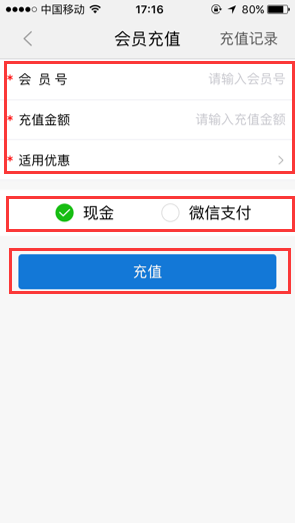 中国移动 17:16 80%
会员充值 充值记录
* 会 员 号 请输入会员号
* 充值金额 请输入充值金额
* 适用优惠
现金 微信支付
充值